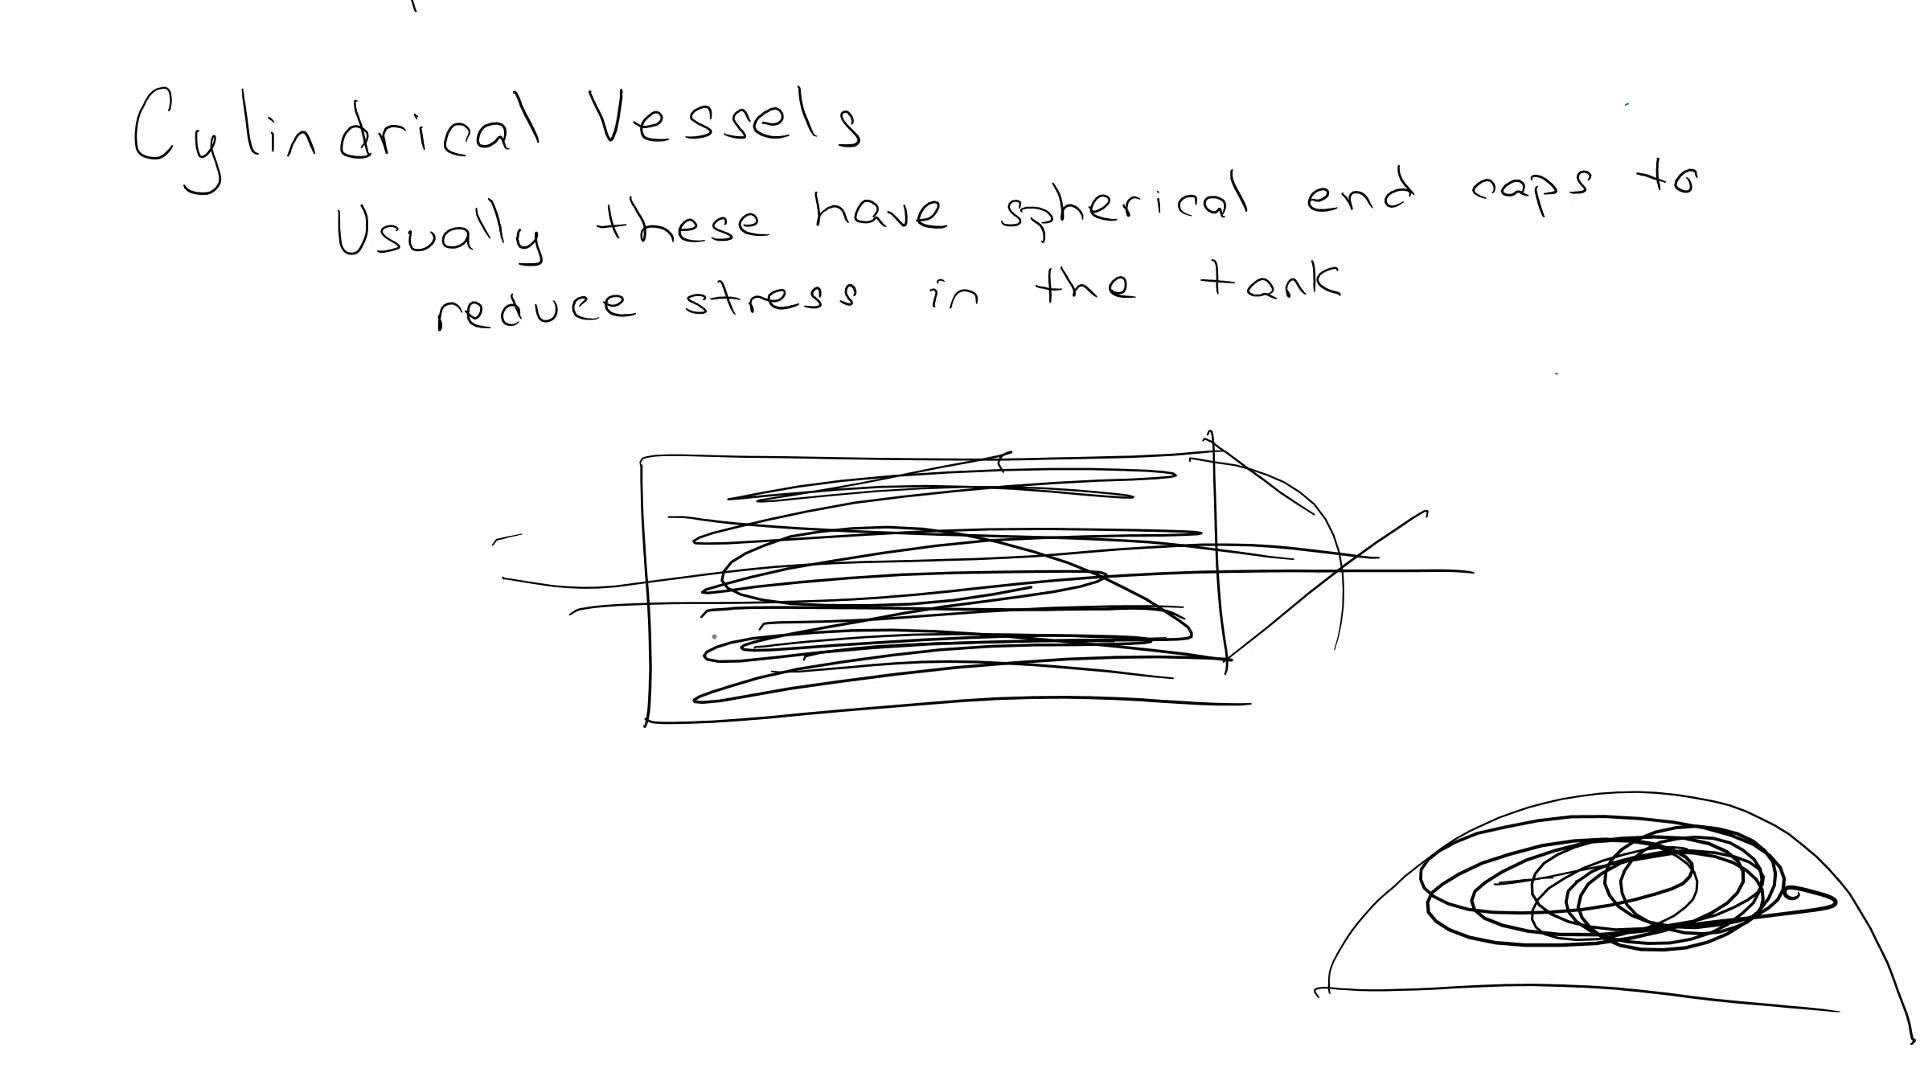 Cylindrical Vessels
Usually these have spherical end caps to
reduce stress in the tank